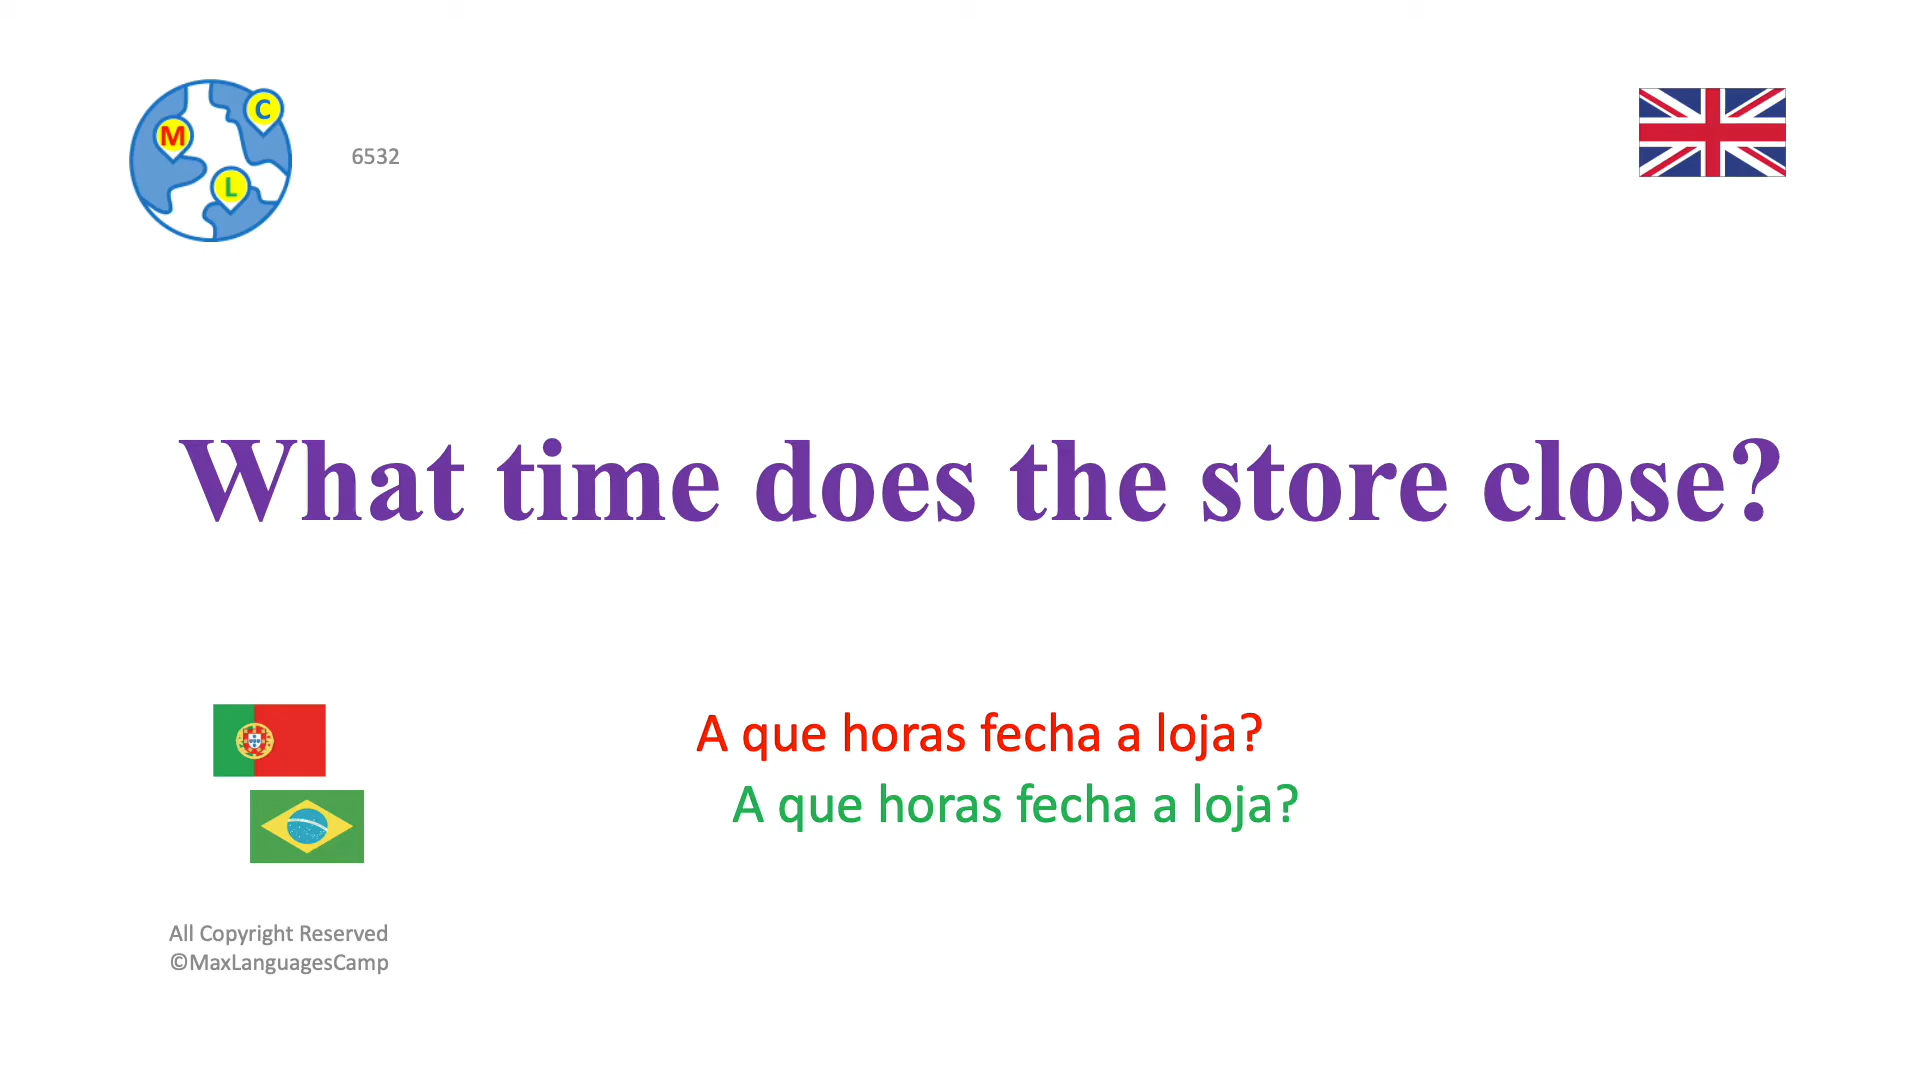 M
C
L
6532
What time does the store close?
A que horas fecha a loja?
A que horas fecha a loja?
All Copyright Reserved
©MaxLanguagesCamp